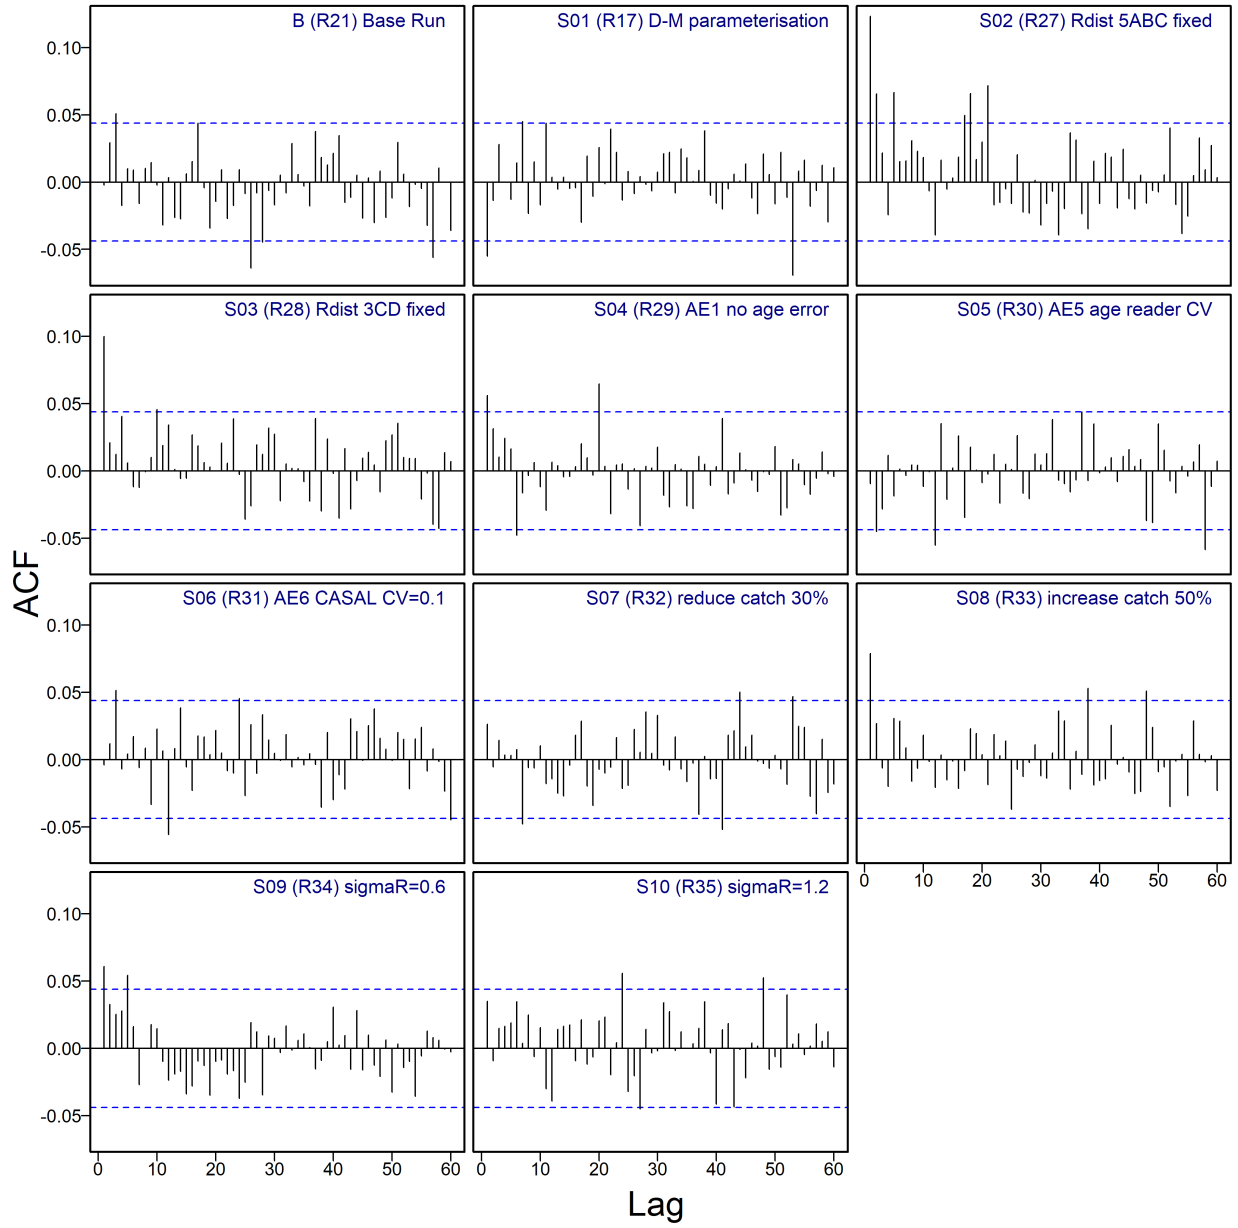 B (R21) Base Run
S01 (R17) D-M parameterisation
S02 (R27) Rdist 5ABC fixed
0.10
0.05
0.00
-0.05
S03 (R28) Rdist 3CD fixed
S04 (R29) AE1 no age error
S05 (R30) AE5 age reader CV
0.10
0.05
0.00
-0.05
ACF
S06 (R31) AE6 CASAL CV=0.1
S07 (R32) reduce catch 30%
S08 (R33) increase catch 50%
0.10
0.05
0.00
-0.05
0 10 20 30 40 50 60
S09 (R34) sigmaR=0.6
S10 (R35) sigmaR=1.2
0.10
0.05
0.00
-0.05
0 10 20 30 40 50 60
0 10 20 30 40 50 60
Lag